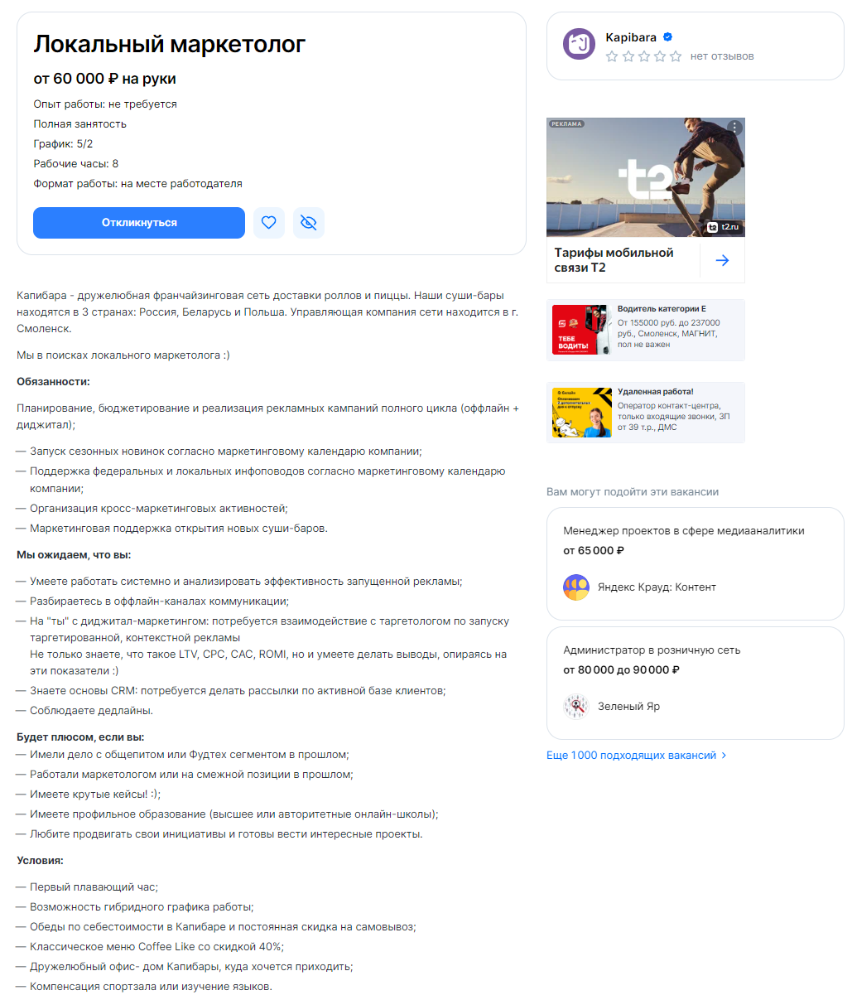 Локальный маркетолог
от 60 000 ₽ на руки
Опыт работы: не требуется
Полная занятость
График: 5/2
Рабочие часы: 8
Формат работы: на месте работодателя
Откликнуться
Капибара - дружелюбная франчайзинговая сеть доставки роллов и пиццы. Наши суши-бары
находятся в 3 странах: Россия, Беларусь и Польша. Управляющая компания сети находится в г.
Смоленск.
Мы в поисках локального маркетолога :)
Обязанности:
Планирование, бюджетирование и реализация рекламных кампаний полного цикла (оффлайн +
диджитал);
— Запуск сезонных новинок согласно маркетинговому календарю компании;
— Поддержка федеральных и локальных инфоповодов согласно маркетинговому календарю
компании;
— Организация кросс-маркетинговых активностей;
— Маркетинговая поддержка открытия новых суши-баров.
Мы ожидаем, что вы:
— Умеете работать системно и анализировать эффективность запущенной рекламы;
— Разбираетесь в оффлайн-каналах коммуникации;
— На "ты" с диджитал-маркетингом: потребуется взаимодействие с таргетологом по запуску
таргетированной, контекстной рекламы
Не только знаете, что такое LTV, CPC, CAC, ROMI, но и умеете делать выводы, опираясь на
эти показатели :)
— Знаете основы CRM: потребуется делать рассылки по активной базе клиентов;
— Соблюдаете дедлайны.
Будет плюсом, если вы:
— Имели дело с общепитом или Фудтех сегментом в прошлом;
— Работали маркетологом или на смежной позиции в прошлом;
— Имеете крутые кейсы! :);
— Имеете профильное образование (высшее или авторитетные онлайн-школы);
— Любите продвигать свои инициативы и готовы вести интересные проекты.
Условия:
— Первый плавающий час;
— Возможность гибридного графика работы;
— Обеды по себестоимости в Капибаре и постоянная скидка на самовывоз;
— Классическое меню Coffee Like со скидкой 40%;
— Дружелюбный офис- дом Капибары, куда хочется приходить;
— Компенсация спортзала или изучение языков.
Kapibara
нет отзывов
РЕКЛАМА
t2
t2 t2.ru
Тарифы мобильной
связи T2
ТЕБЕ
ВОДИТЬ!
Водитель категории Е
От 155000 руб. до 237000
руб., Смоленск, МАГНИТ,
пол не важен
Удаленная работа!
Оператор контакт-центра,
только входящие звонки, ЗП
от 39 т.р., ДМС
Вам могут подойти эти вакансии
Менеджер проектов в сфере медиааналитики
от 65 000 ₽
Яндекс Крауд: Контент
Администратор в розничную сеть
от 80 000 до 90 000 ₽
Зеленый Яр
Еще 1 000 подходящих вакансий